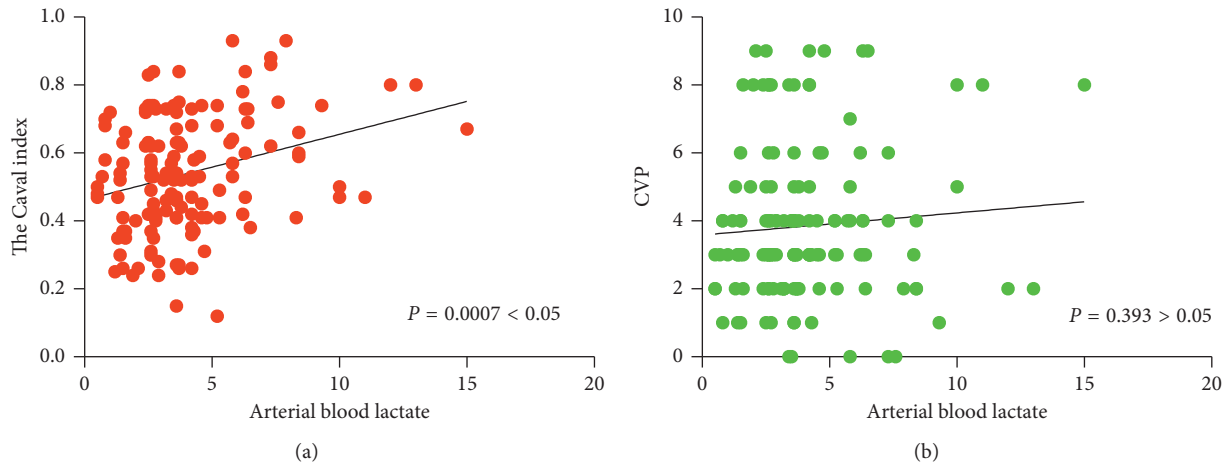 The Caval index
1.0
0.8
0.6
0.4
0.2
0.0
0 5 10 15 20
Arterial blood lactate
P = 0.0007 < 0.05
(a)
CVP
10
8
6
4
2
0
0 5 10 15 20
Arterial blood lactate
P = 0.393 > 0.05
(b)